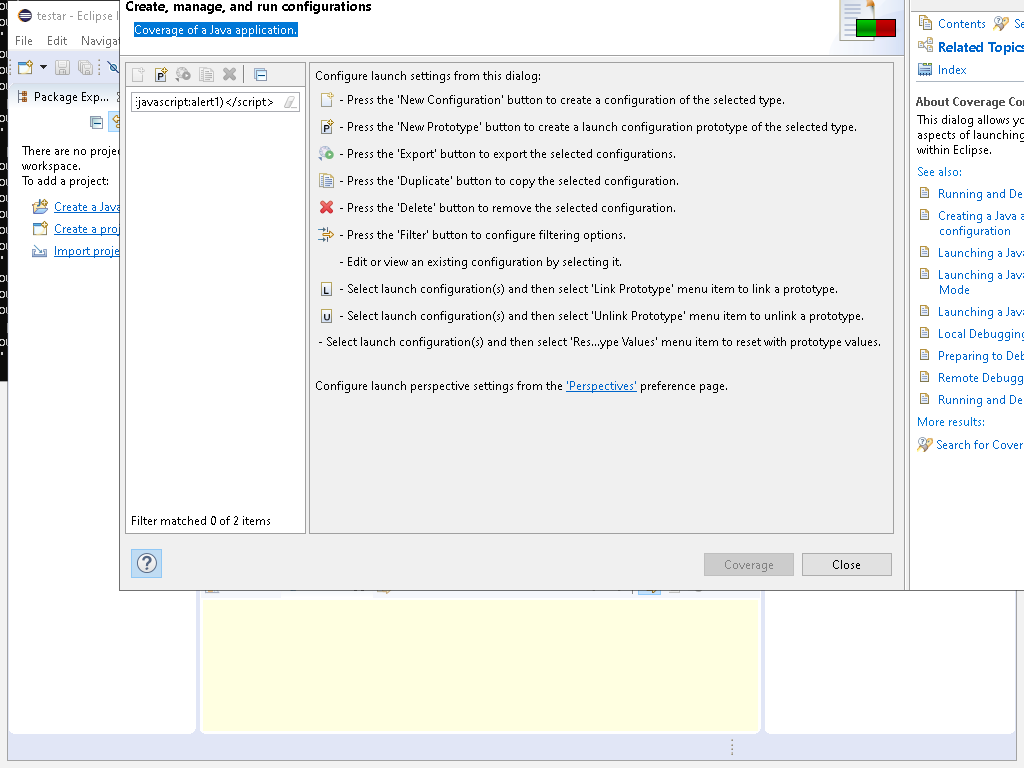 testar - Eclipse I
File Edit Navigat
Package Exp...
There are no proje
workspace.
To add a project:
Create a Java
Create a proj
Import proje
Create, manage, and run configurations
Coverage of a Java application.
javascript:alert1)</script>
Filter matched 0 of 2 items
Configure launch settings from this dialog:
- Press the 'New Configuration' button to create a configuration of the selected type.
- Press the 'New Prototype' button to create a launch configuration prototype of the selected type.
- Press the 'Export' button to export the selected configurations.
- Press the 'Duplicate' button to copy the selected configuration.
- Press the 'Delete' button to remove the selected configuration.
- Press the 'Filter' button to configure filtering options.
- Edit or view an existing configuration by selecting it.
L - Select launch configuration(s) and then select 'Link Prototype' menu item to link a prototype.
U - Select launch configuration(s) and then select 'Unlink Prototype' menu item to unlink a prototype.
- Select launch configuration(s) and then select 'Res...ype Values' menu item to reset with prototype values.
Configure launch perspective settings from the 'Perspectives' preference page.
?
Coverage Close
Contents Se
Related Topics
Index
About Coverage Co
This dialog allows yo
aspects of launching
within Eclipse.
See also:
Running and De
Creating a Java a
configuration
Launching a Java
Launching a Java
Mode
Launching a Java
Local Debugging
Preparing to Deb
Remote Debugg
Running and De
More results:
Search for Cover